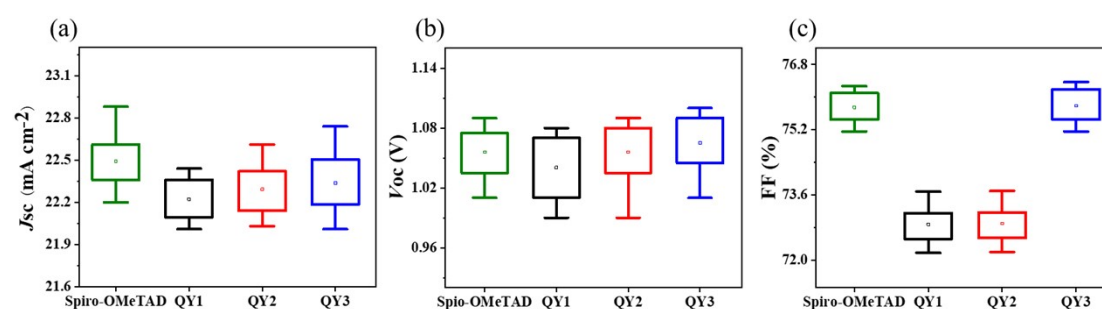 (a)
Jsc (mA cm⁻²)
23.1
22.8
22.5
22.2
21.9
21.6
Spiro-OMeTAD QY1 QY2 QY3
(b)
Voc (V)
1.14
1.08
1.02
0.96
Spio-OMeTAD QY1 QY2 QY3
(c)
FF (%)
76.8
75.2
73.6
72.0
Spiro-OMeTAD QY1 QY2 QY3